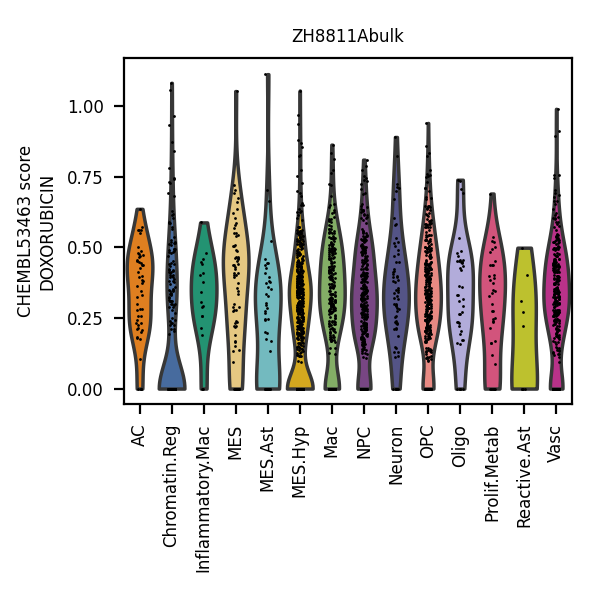 ZH8811Abulk
CHEMBL53463 score
DOXORUBICIN
1.00
0.75
0.50
0.25
0.00
AC
Chromatin.Reg
Inflammatory.Mac
MES
MES.Ast
MES.Hyp
Mac
NPC
Neuron
OPC
Oligo
Prolif.Metab
Reactive.Ast
Vasc